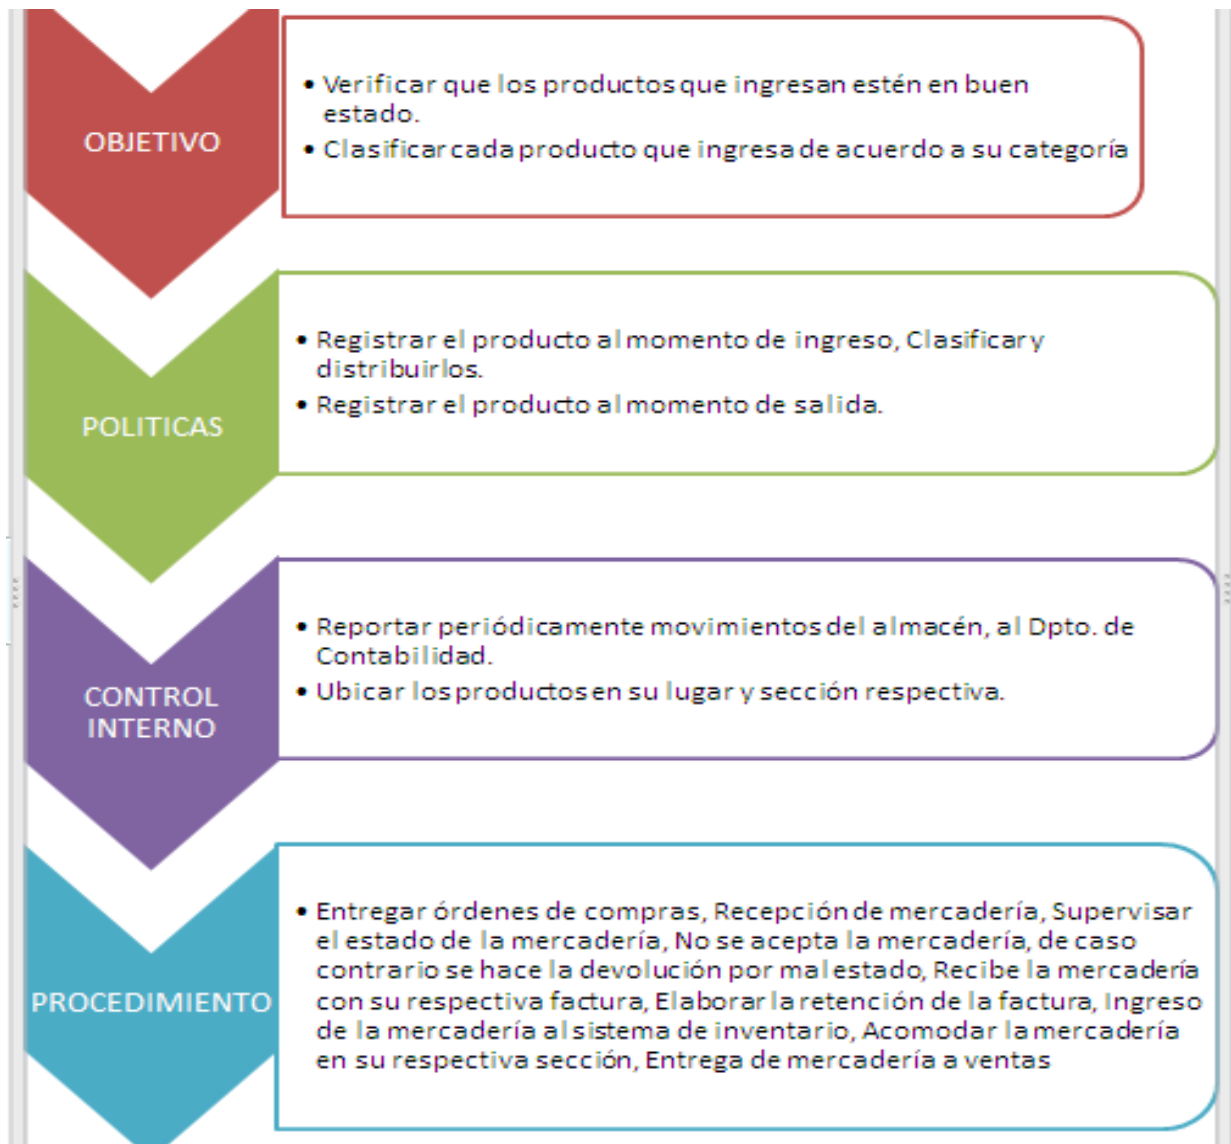 OBJETIVO
• Verificar que los productos que ingresan estén en buen
estado.
• Clasificar cada producto que ingresa de acuerdo a su categoría
POLITICAS
• Registrar el producto al momento de ingreso, Clasificar y
distribuirlos.
• Registrar el producto al momento de salida.
CONTROL
INTERNO
• Reportar periódicamente movimientos del almacén, al Dpto. de
Contabilidad.
• Ubicar los productos en su lugar y sección respectiva.
PROCEDIMIENTO
• Entregar órdenes de compras, Recepción de mercadería, Supervisar
el estado de la mercadería, No se acepta la mercadería, de caso
contrario se hace la devolución por mal estado, Recibe la mercadería
con su respectiva factura, Elaborar la retención de la factura, Ingreso
de la mercadería al sistema de inventario, Acomodar la mercadería
en su respectiva sección, Entrega de mercadería a ventas